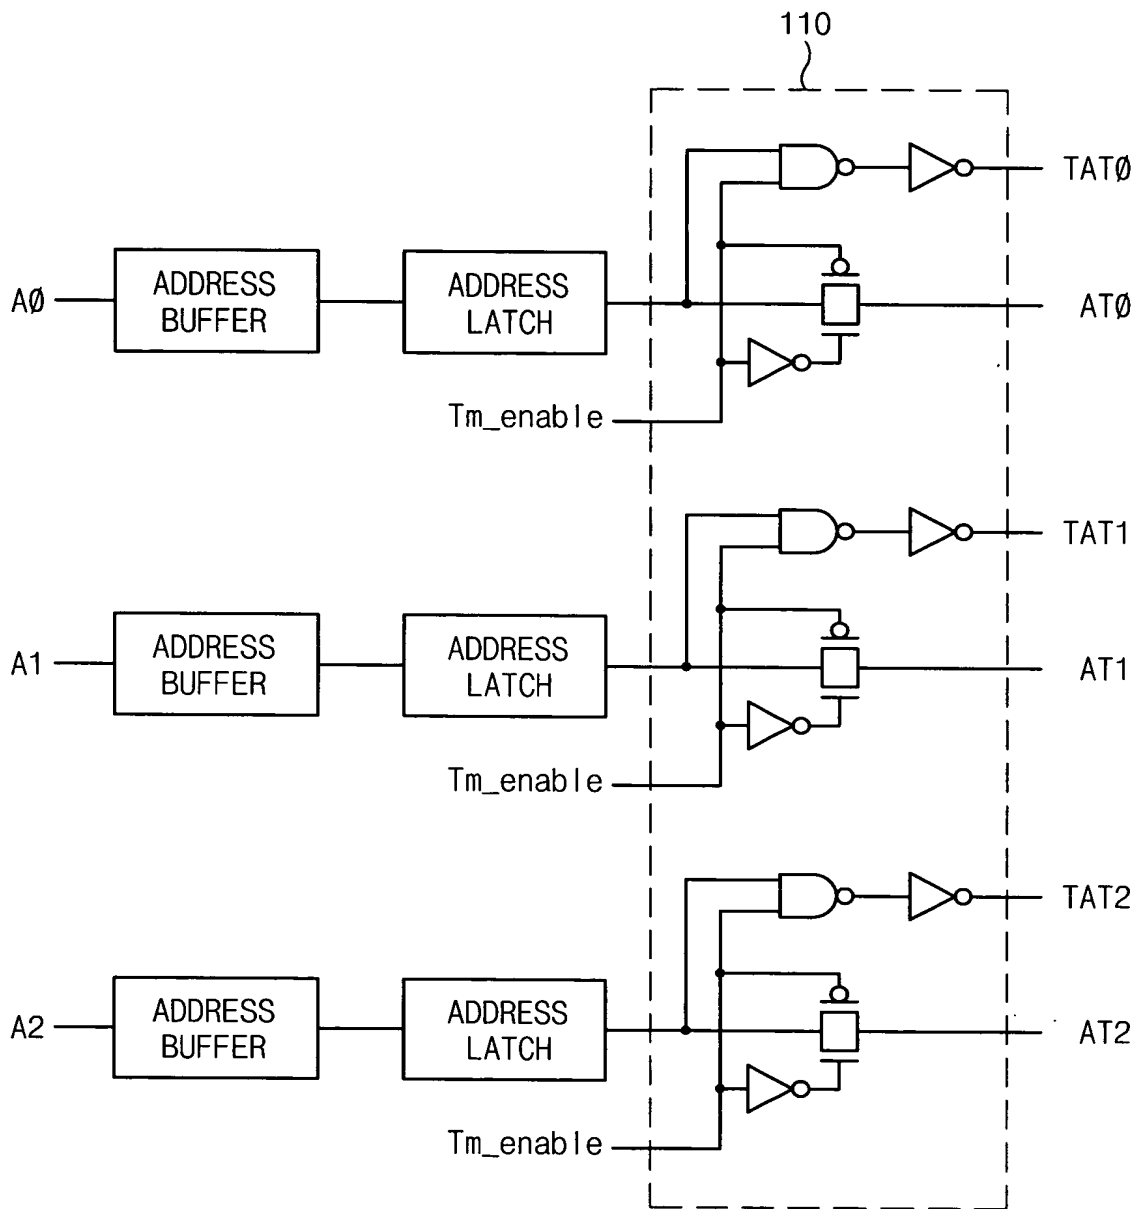 110
TATØ
AØ
ADDRESS
BUFFER
ADDRESS
LATCH
ATØ
Tm_enable
TAT1
A1
ADDRESS
BUFFER
ADDRESS
LATCH
AT1
Tm_enable
TAT2
A2
ADDRESS
BUFFER
ADDRESS
LATCH
AT2
Tm_enable